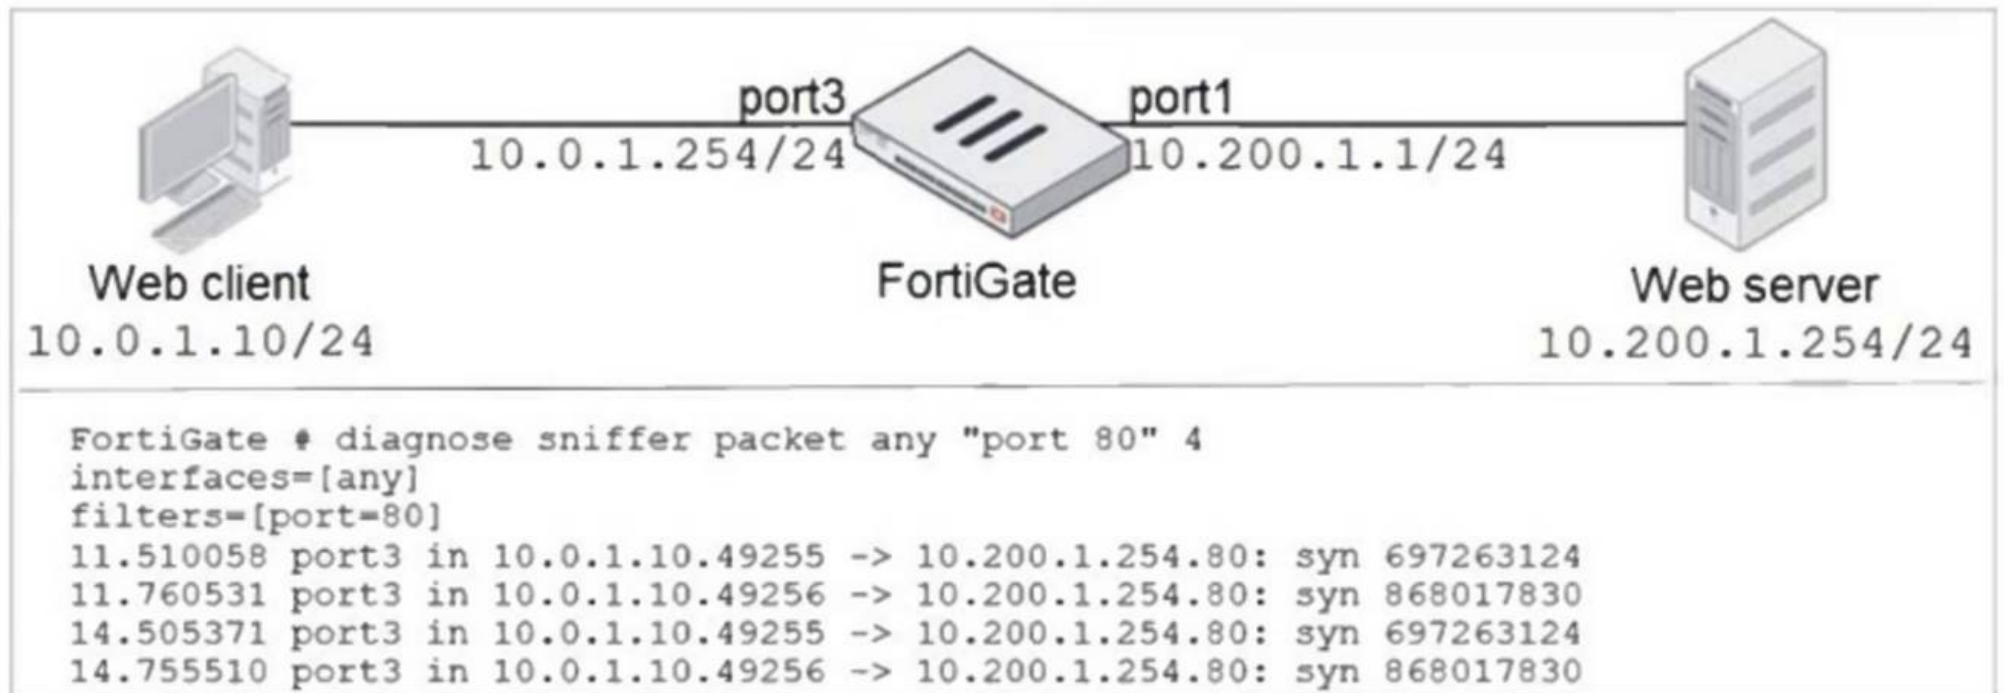 port3
port1
10.0.1.254/24
10.200.1.1/24
Web client
FortiGate
Web server
10.0.1.10/24
10.200.1.254/24
FortiGate # diagnose sniffer packet any "port 80" 4
interfaces=[any]
filters=[port=80]
11.510058 port3 in 10.0.1.10.49255 -> 10.200.1.254.80: syn 697263124
11.760531 port3 in 10.0.1.10.49256 -> 10.200.1.254.80: syn 868017830
14.505371 port3 in 10.0.1.10.49255 -> 10.200.1.254.80: syn 697263124
14.755510 port3 in 10.0.1.10.49256 -> 10.200.1.254.80: syn 868017830